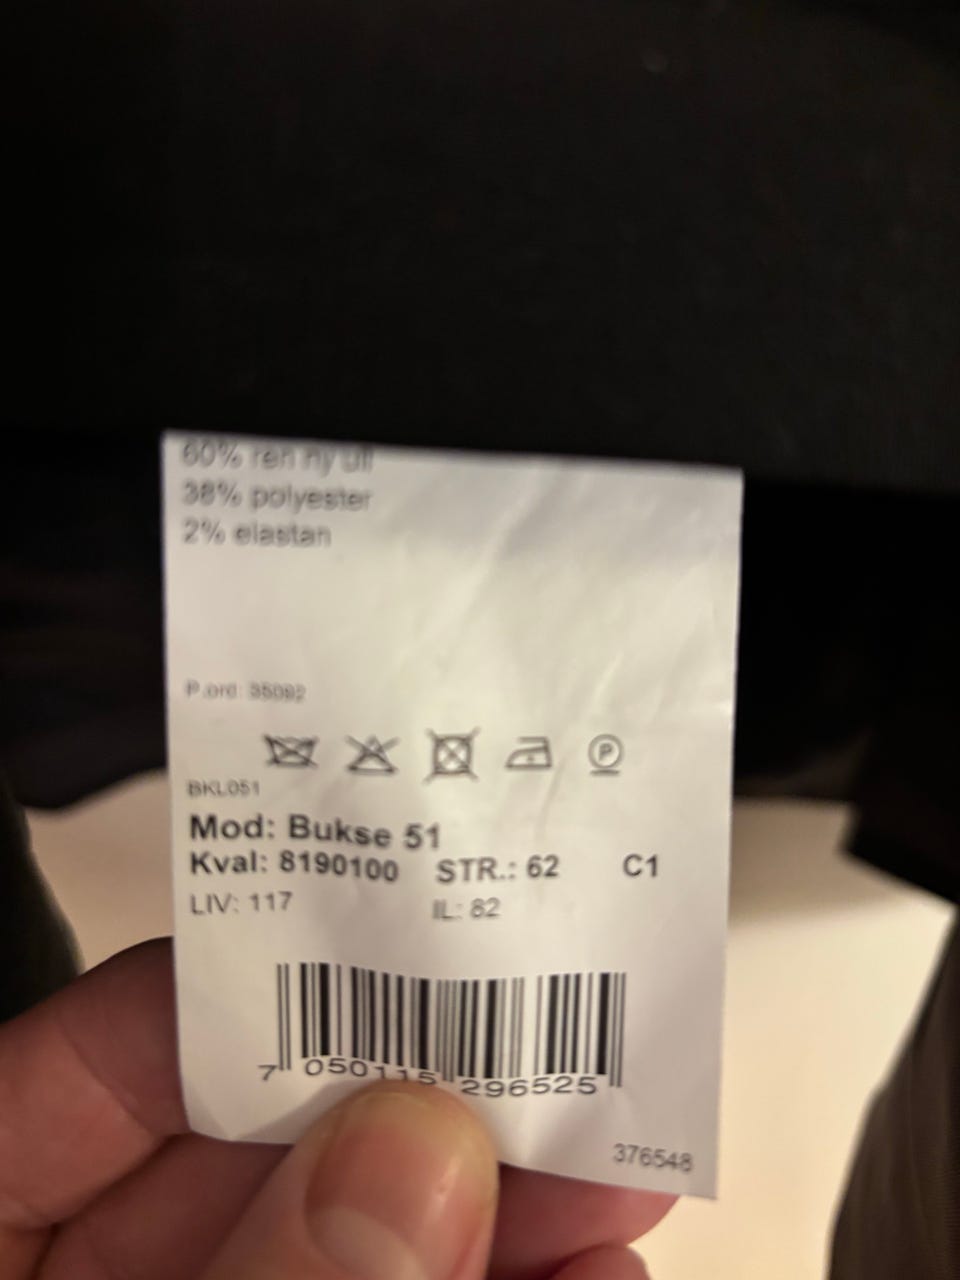 60% ren ny ull
38% polyester
2% elastan
P.ord: 35092
P
BKL051
Mod: Bukse 51
Kval: 8190100 STR.: 62 C1
LIV: 117 IL: 82
7 050115 296525
376548